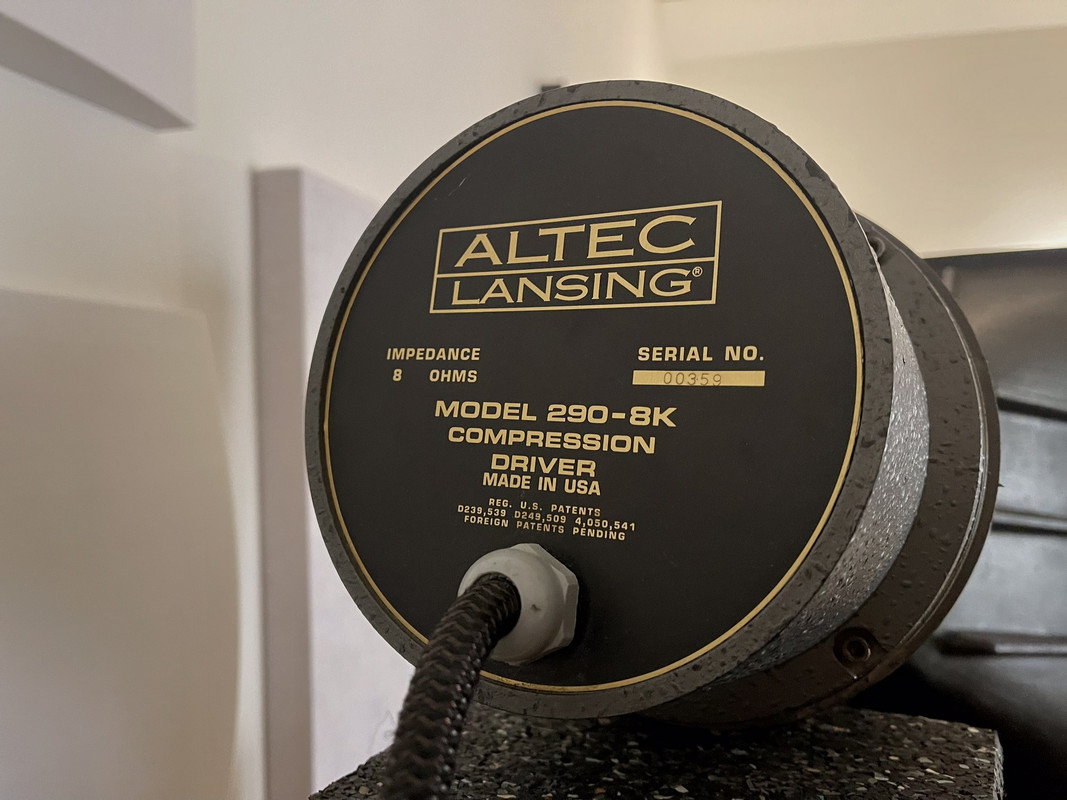 ALTEC
LANSING®
IMPEDANCE
8 OHMS
SERIAL NO.
00359
MODEL 290-8K
COMPRESSION
DRIVER
MADE IN USA
REG. U.S. PATENTS
D239,539 D249,509 4,050,541
FOREIGN PATENTS PENDING